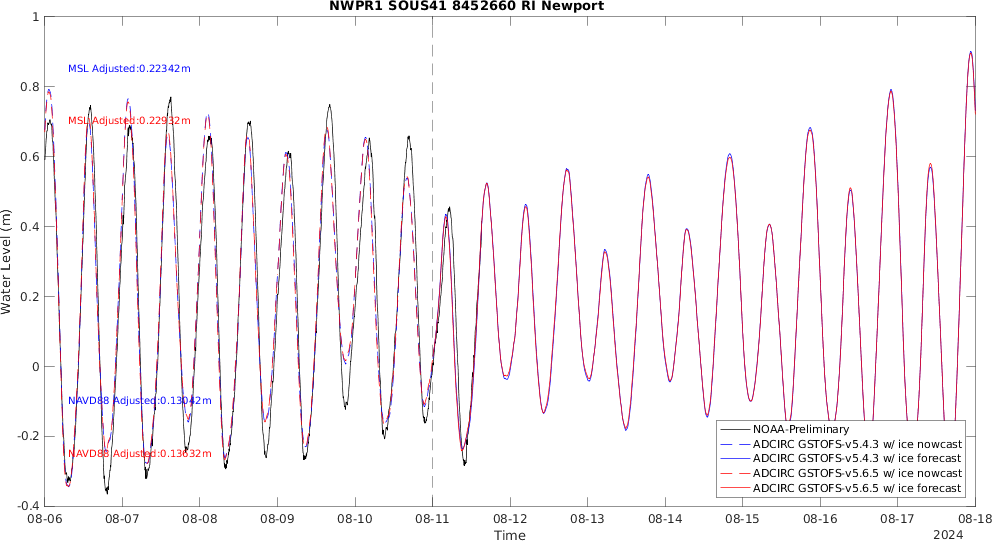 NWPR1 SOUS41 8452660 RI Newport
1
0.8
0.6
0.4
0.2
0
-0.2
-0.4
Water Level (m)
MSL Adjusted:0.22342m
MSL Adjusted:0.22932m
NAVD88 Adjusted:0.13042m
NAVD88 Adjusted:0.13632m
NOAA-Preliminary
ADCIRC GSTOFS-v5.4.3 w/ ice nowcast
ADCIRC GSTOFS-v5.4.3 w/ ice forecast
ADCIRC GSTOFS-v5.6.5 w/ ice nowcast
ADCIRC GSTOFS-v5.6.5 w/ ice forecast
08-06 08-07 08-08 08-09 08-10 08-11 08-12 08-13 08-14 08-15 08-16 08-17 08-18
Time
2024